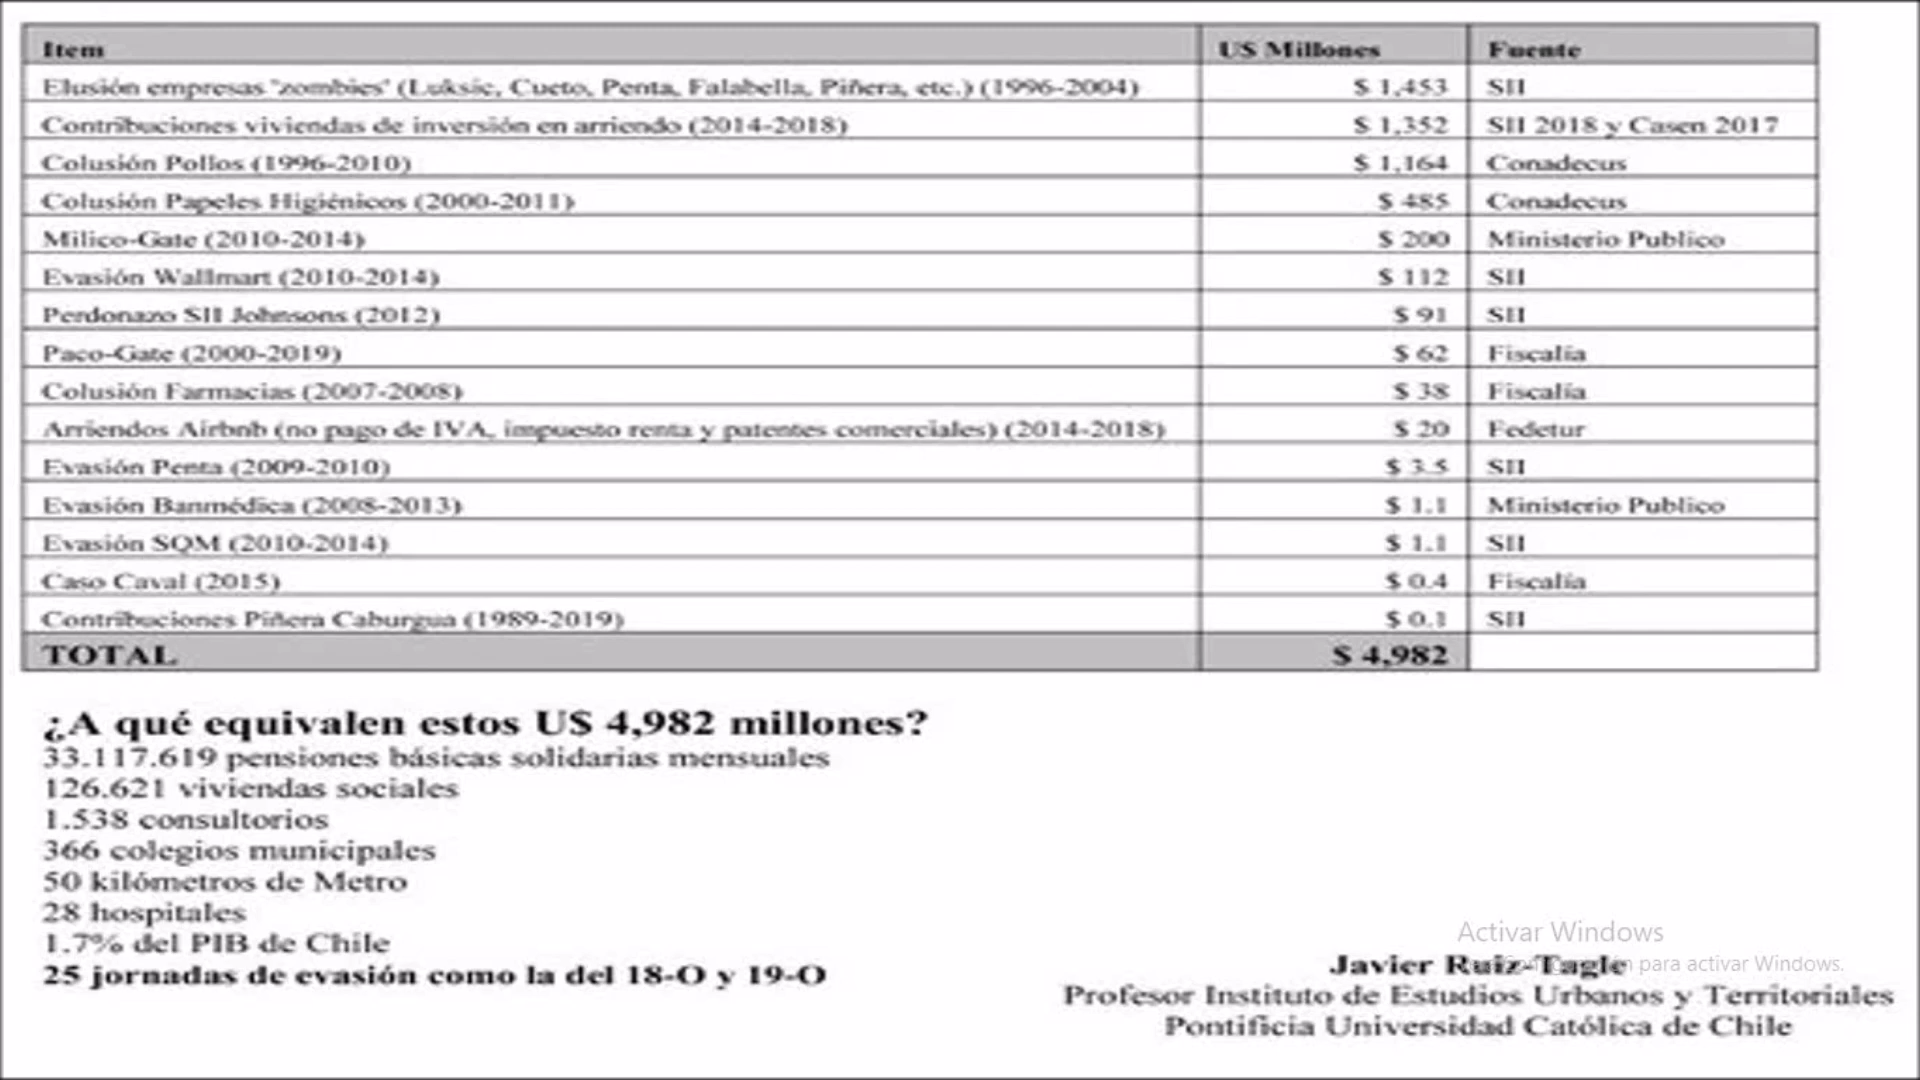 Item US Millones Fuente
Elusión empresas "zombies" (Luksic, Cueto, Penta, Falabella, Piñera, etc.) (1996-2004) $ 1,453 SII
Contribuciones viviendas de inversión en arriendo (2014-2018) $ 1,352 SII 2018 y Casen 2017
Colusión Pollos (1996-2010) $ 1,164 Conadecus
Colusión Papeles Higiénicos (2000-2011) $ 485 Conadecus
Milico-Gate (2010-2014) $ 200 Ministerio Publico
Evasión Wallmart (2010-2014) $ 112 SII
Perdonazo SII Johnsons (2012) $ 91 SII
Paco-Gate (2000-2019) $ 62 Fiscalía
Colusión Farmacias (2007-2008) $ 38 Fiscalía
Arriendos Airbnb (no pago de IVA, impuesto renta y patentes comerciales) (2014-2018) $ 20 Fedetur
Evasión Penta (2009-2010) $ 3.5 SII
Evasión Banmédica (2008-2013) $ 1.1 Ministerio Publico
Evasión SQM (2010-2014) $ 1.1 SII
Caso Caval (2015) $ 0.4 Fiscalía
Contribuciones Piñera Caburgua (1989-2019) $ 0.1 SII
TOTAL $ 4,982
¿A qué equivalen estos U$ 4,982 millones?
33.117.619 pensiones básicas solidarias mensuales
126.621 viviendas sociales
1.538 consultorios
366 colegios municipales
50 kilómetros de Metro
28 hospitales
1.7% del PIB de Chile
25 jornadas de evasión como la del 18-O y 19-O
Activar Windows
para activar Windows.
Javier Ruiz-Tagle
Profesor Instituto de Estudios Urbanos y Territoriales
Pontificia Universidad Católica de Chile